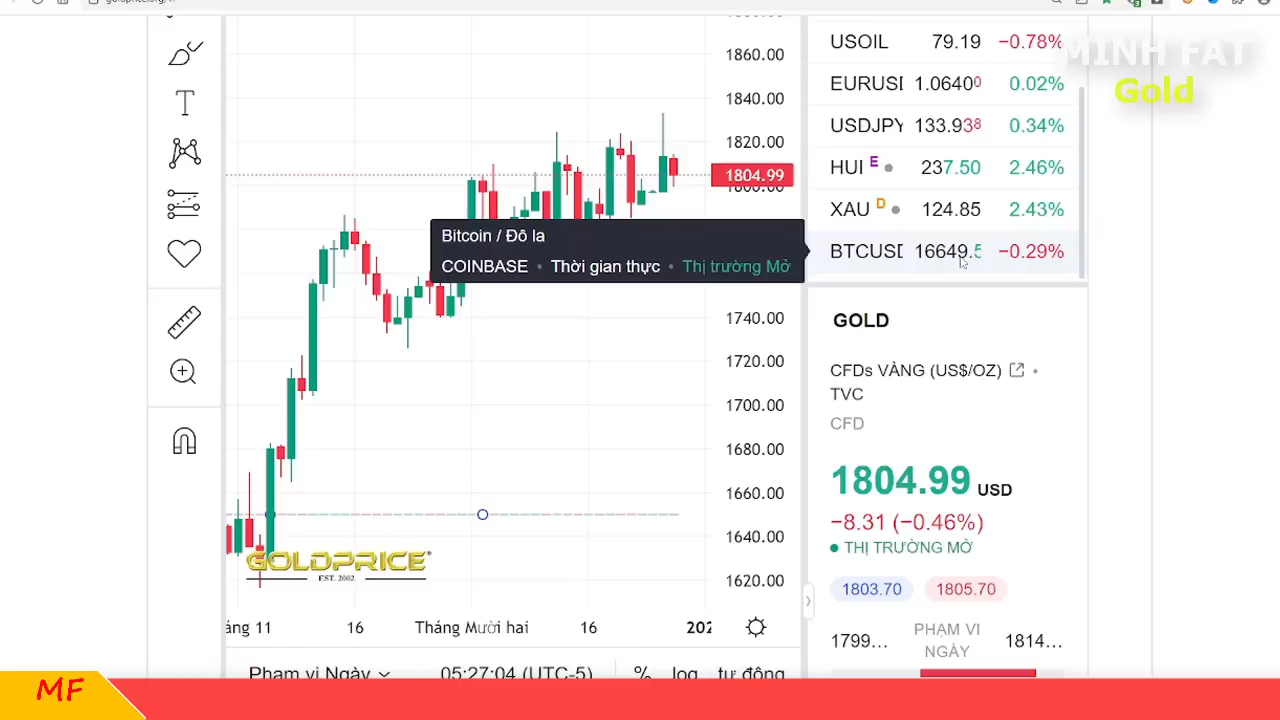 1860.00
1840.00
1820.00
1804.99
1800.00
1740.00
1720.00
1700.00
1680.00
1660.00
1640.00
1620.00
Bitcoin / Đô la
COINBASE • Thời gian thực • Thị trường Mở
GOLDPRICE
EST. 2002
áng 11 16 Tháng Mười hai 16 202
Phạm vi Ngày 05:27:04 (UTC-5) % log tự động
USOIL 79.19 −0.78%
EURUSD 1.06400 0.02%
USDJPY 133.938 0.34%
HUI E 237.50 2.46%
XAU D 124.85 2.43%
BTCUSD 16649.5 −0.29%
MINH FAT
Gold
GOLD
CFDs VÀNG (US$/OZ) •
TVC
CFD
1804.99 USD
−8.31 (−0.46%)
THỊ TRƯỜNG MỞ
1803.70 1805.70
1799... PHẠM VI NGÀY 1814...
MF